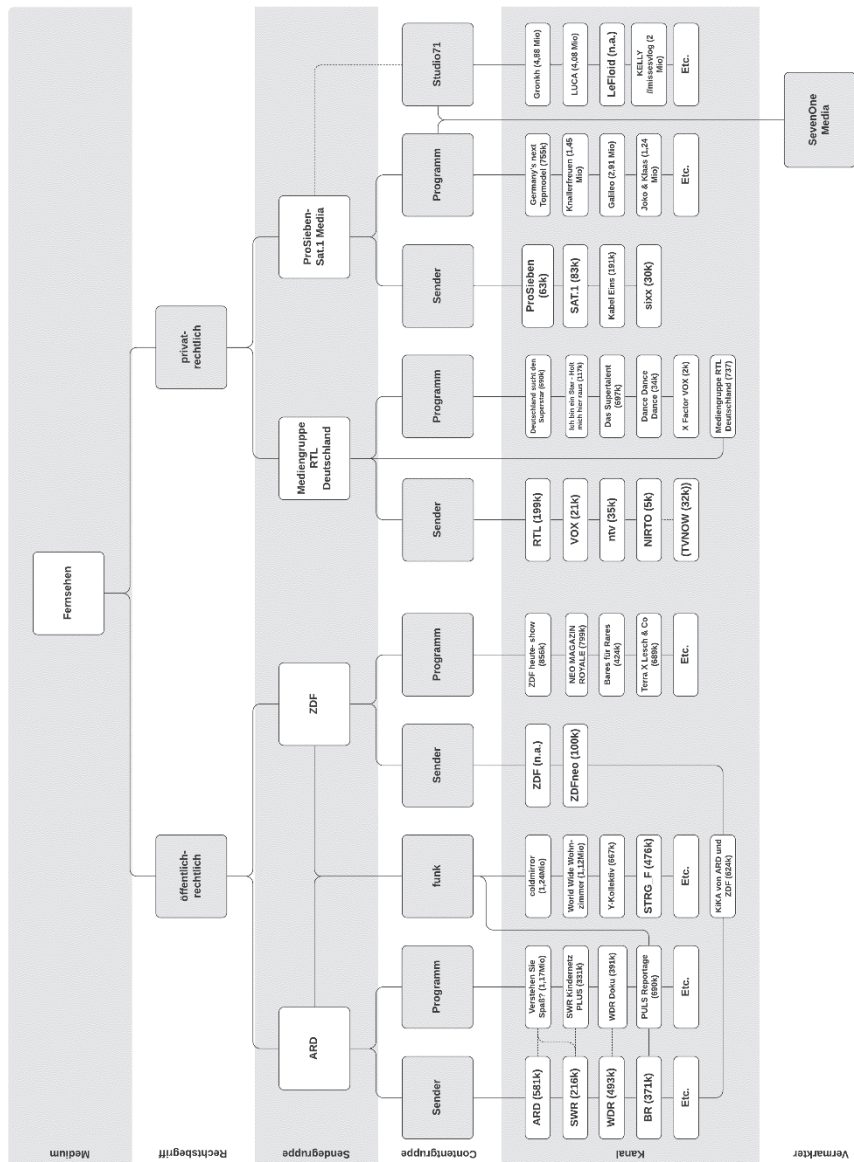 Medium
Fernsehen
Rechtsbegriff
öffentlich-
rechtlich
privat-
rechtlich
Sendegruppe
ARD
ZDF
Mediengruppe
RTL
Deutschland
ProSieben-
Sat.1 Media
Contentgruppe
Sender
Programm
funk
Sender
Programm
Sender
Programm
Sender
Programm
Studio71
Kanal
ARD (581k)
SWR (216k)
WDR (493k)
BR (371k)
Etc.
Verstehen Sie
Spaß? (1,17Mio)
SWR Kindernetz
PLUS (331k)
WDR Doku (391k)
PULS Reportage
(690k)
Etc.
coldmirror
(1,24Mio)
World Wide Wohn-
zimmer (1,12Mio)
Y-Kollektiv (667k)
STRG_F (476k)
Etc.
KiKA von ARD und
ZDF (624k)
ZDF (n.a.)
ZDFneo (100k)
ZDF heute- show
(856k)
NEO MAGAZIN
ROYALE (799k)
Bares für Rares
(424k)
Terra X Lesch & Co
(689k)
Etc.
RTL (199k)
VOX (21k)
ntv (35k)
NIRTO (5k)
(TVNOW (32k))
Deutschland sucht den
Superstar (690k)
Ich bin ein Star - Holt
mich hier raus (117k)
Das Supertalent
(697k)
Dance Dance
Dance (34k)
X Factor VOX (2k)
Mediengruppe RTL
Deutschland (737)
ProSieben
(63k)
SAT.1 (83k)
Kabel Eins (191k)
sixx (30k)
Germany's next
Topmodel (755k)
Knallerfreuen (1,45
Mio)
Galileo (2,91 Mio)
Joko & Klaas (1,24
Mio)
Etc.
Gronkh (4,88 Mio)
LUCA (4,08 Mio)
LeFloid (n.a.)
KELLY
//missesvlog (2
Mio)
Etc.
Vermarkter
SevenOne
Media